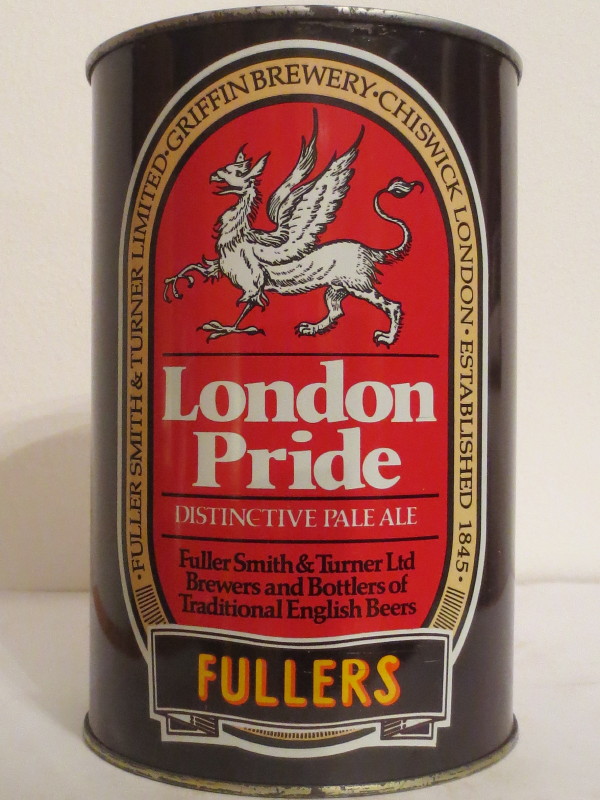 ·FULLER SMITH & TURNER LIMITED·GRIFFIN BREWERY·CHISWICK LONDON·ESTABLISHED 1845·
London
Pride
DISTINCTIVE PALE ALE
Fuller Smith & Turner Ltd
Brewers and Bottlers of
Traditional English Beers
FULLERS